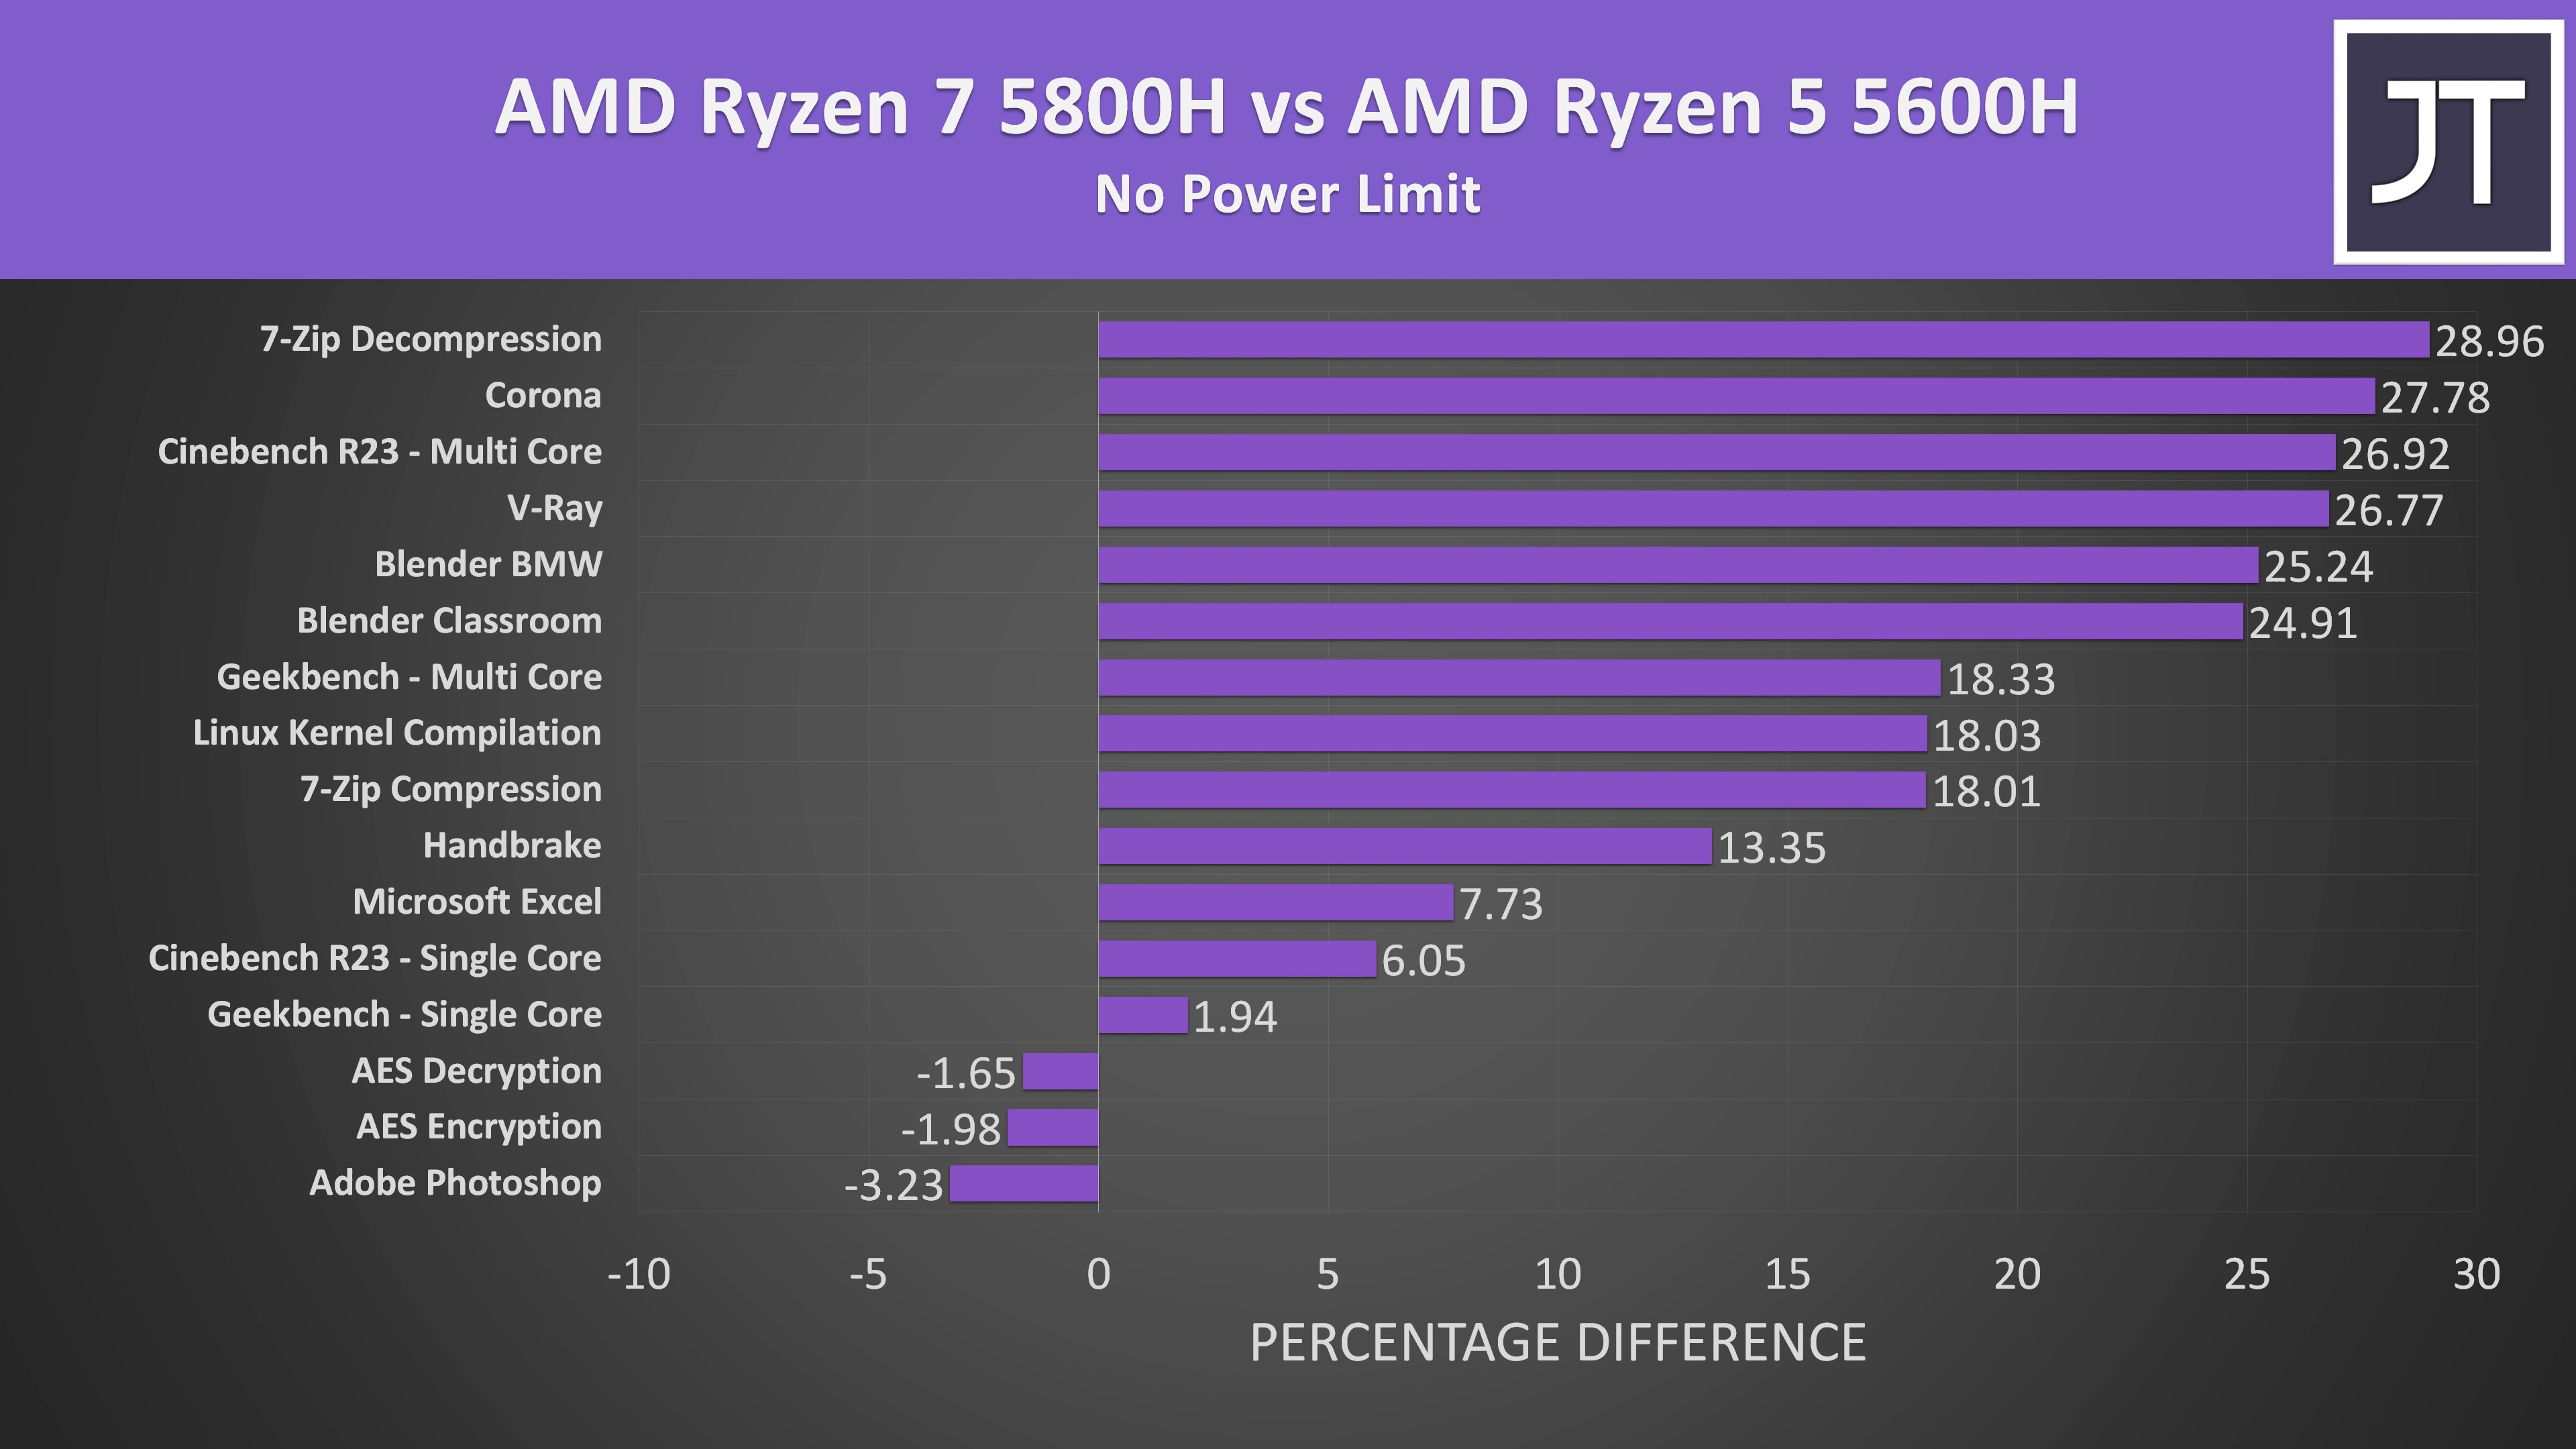 AMD Ryzen 7 5800H vs AMD Ryzen 5 5600H
No Power Limit
JT
7-Zip Decompression 28.96
Corona 27.78
Cinebench R23 - Multi Core 26.92
V-Ray 26.77
Blender BMW 25.24
Blender Classroom 24.91
Geekbench - Multi Core 18.33
Linux Kernel Compilation 18.03
7-Zip Compression 18.01
Handbrake 13.35
Microsoft Excel 7.73
Cinebench R23 - Single Core 6.05
Geekbench - Single Core 1.94
AES Decryption -1.65
AES Encryption -1.98
Adobe Photoshop -3.23
-10 -5 0 5 10 15 20 25 30
PERCENTAGE DIFFERENCE